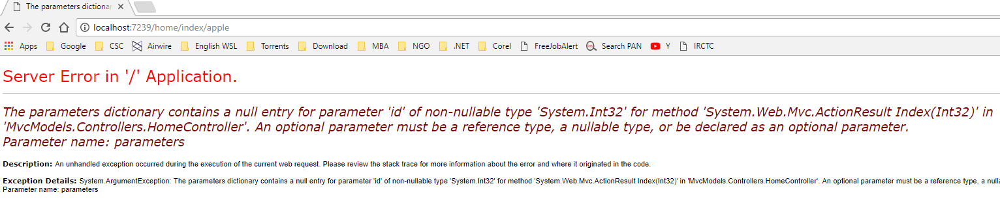 The parameters dictionar
localhost:7239/home/index/apple
Apps Google CSC Airwire English WSL Torrents Download MBA NGO .NET Corel FreeJobAlert Search PAN Y IRCTC
Server Error in '/' Application.
The parameters dictionary contains a null entry for parameter 'id' of non-nullable type 'System.Int32' for method 'System.Web.Mvc.ActionResult Index(Int32)' in
'MvcModels.Controllers.HomeController'. An optional parameter must be a reference type, a nullable type, or be declared as an optional parameter.
Parameter name: parameters
Description: An unhandled exception occurred during the execution of the current web request. Please review the stack trace for more information about the error and where it originated in the code.
Exception Details: System.ArgumentException: The parameters dictionary contains a null entry for parameter 'id' of non-nullable type 'System.Int32' for method 'System.Web.Mvc.ActionResult Index(Int32)' in 'MvcModels.Controllers.HomeController'. An optional parameter must be a reference type, a nulla
Parameter name: parameters